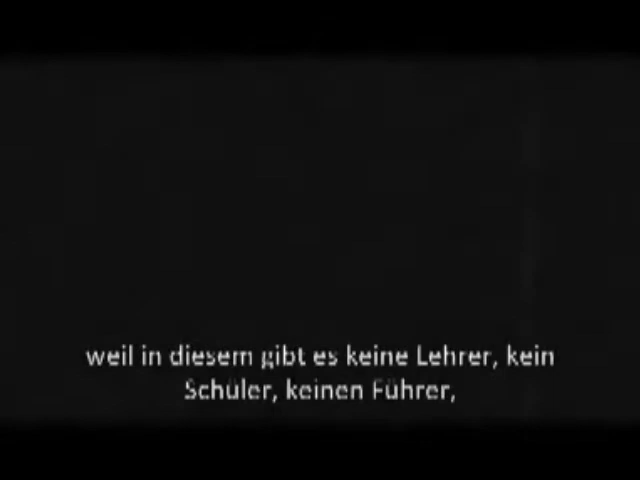 weil in diesem gibt es keine Lehrer, kein
Schüler, keinen Führer,